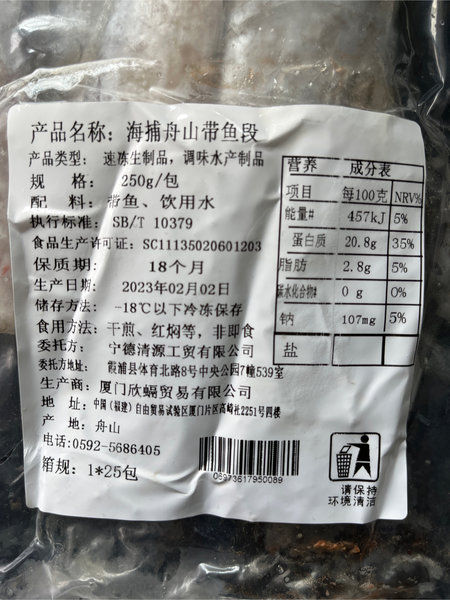 产品名称：海捕舟山带鱼段
产品类型：速冻生制品，调味水产制品
规 格：250g/包
配 料：带鱼、饮用水
执行标准：SB/T 10379
食品生产许可证：SC11135020601203
保质期：18个月
生产日期：2023年02月02日
储存方法：-18℃以下冷冻保存
食用方法：干煎、红焖等，非即食
委托方：宁德清源工贸有限公司
委托方地址：霞浦县体育北路8号中央公园7幢539室
生产商：厦门欣蝠贸易有限公司
地 址：中国（福建）自由贸易试验区厦门片区高崎社2251号四楼
产 地：舟山
电话:0592-5686405
箱规：1*25包
营养 成分表
项目 每100克 NRV%
能量# 457kJ 5%
蛋白质 20.8g 35%
脂肪 2.8g 5%
碳水化合物# 0 g 0%
钠 107mg 5%
盐
06973617950089
请保持
环境清洁